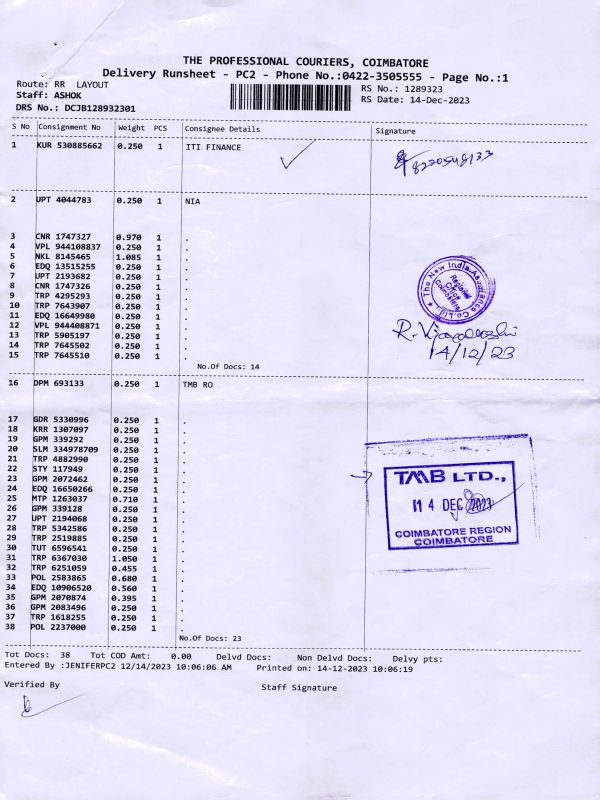 THE PROFESSIONAL COURIERS, COIMBATORE
Delivery Runsheet - PC2 - Phone No.:0422-3505555 - Page No.:1
Route: RR LAYOUT
RS No.: 1289323
Staff: ASHOK
RS Date: 14-Dec-2023
DRS No.: DCJB128932301
S No Consignment No Weight PCS Consignee Details Signature
1 KUR 530885662 0.250 1 ITI FINANCE
2 UPT 4044783 0.250 1 NIA
3 CNR 1747327 0.970 1 .
4 VPL 944108837 0.250 1 .
5 NKL 8145465 1.085 1 .
6 EDQ 13515255 0.250 1 .
7 UPT 2193682 0.250 1 .
8 CNR 1747326 0.250 1 .
9 TRP 4295293 0.250 1 .
10 TRP 7643907 0.250 1 .
11 EDQ 16649980 0.250 1 .
12 VPL 944408871 0.250 1 .
13 TRP 5905197 0.250 1 .
14 TRP 7645502 0.250 1 .
15 TRP 7645510 0.250 1 .
The New India Assurance Co. Ltd.
Regional
Office
Coimbatore
14/12/23
No.Of Docs: 14
16 DPM 693133 0.250 1 TMB RO
17 GDR 5330996 0.250 1 .
18 KRR 1307097 0.250 1 .
19 GPM 339292 0.250 1 .
20 SLM 334978709 0.250 1 .
21 TRP 4882990 0.250 1 .
22 STY 117949 0.250 1 .
23 GPM 2072462 0.250 1 .
24 EDQ 16650266 0.250 1 .
25 MTP 1263037 0.710 1 .
26 GPM 339128 0.250 1 .
27 UPT 2194068 0.250 1 .
28 TRP 5342586 0.250 1 .
29 TRP 2519885 0.250 1 .
30 TUT 6596541 0.250 1 .
31 TRP 6367030 1.050 1 .
32 TRP 6251059 0.455 1 .
33 POL 2583865 0.680 1 .
34 EDQ 10906520 0.560 1 .
35 GPM 2070874 0.395 1 .
36 GPM 2083496 0.250 1 .
37 TRP 1618255 0.250 1 .
38 POL 2237000 0.250 1 .
TMB LTD.,
14 DEC 2023
COIMBATORE REGION
COIMBATORE
No.Of Docs: 23
Tot Docs: 38 Tot COD Amt: 0.00 Delvd Docs: Non Delvd Docs: Delvy pts:
Entered By :JENIFERPC2 12/14/2023 10:06:06 AM Printed on: 14-12-2023 10:06:19
Verified By
Staff Signature